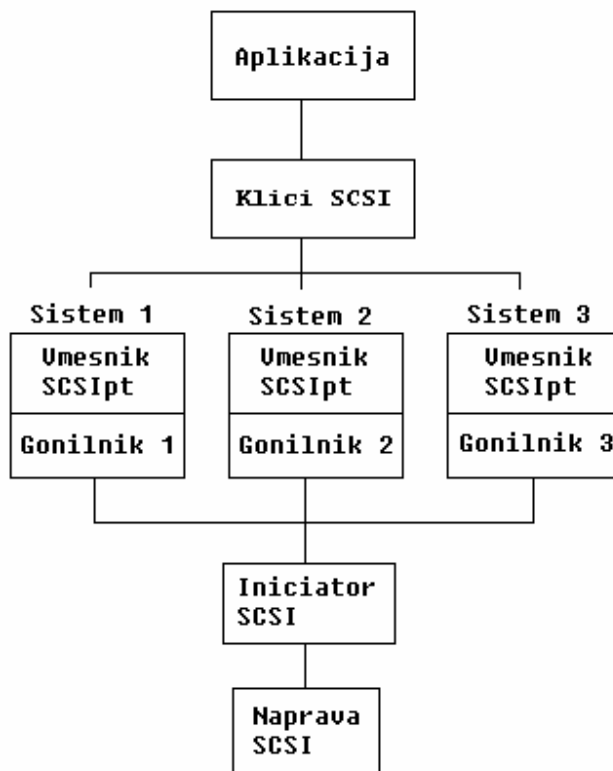 Aplikacija
Klici SCSI
Sistem 1
Sistem 2
Sistem 3
Vmesnik
SCSIpt
Vmesnik
SCSIpt
Vmesnik
SCSIpt
Gonilnik 1
Gonilnik 2
Gonilnik 3
Iniciator
SCSI
Naprava
SCSI